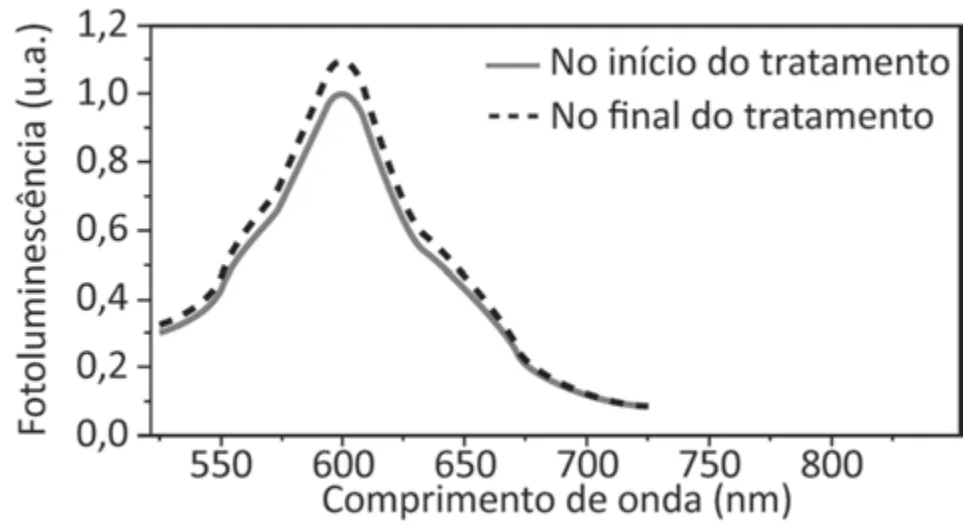 Fotoluminescência (u.a.)
1,2
1,0
0,8
0,6
0,4
0,2
0,0
No início do tratamento
No final do tratamento
550 600 650 700 750 800
Comprimento de onda (nm)